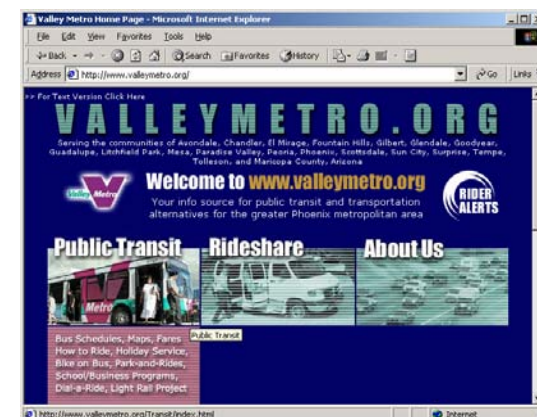 Valley Metro Home Page - Microsoft Internet Explorer
File Edit View Favorites Tools Help
Back Search Favorites History
Address http://www.valleymetro.org/ Go Links
>> For Text Version Click Here
VALLEYMETRO.ORG
Serving the communities of Avondale, Chandler, El Mirage, Fountain Hills, Gilbert, Glendale, Goodyear,
Guadalupe, Litchfield Park, Mesa, Paradise Valley, Peoria, Phoenix, Scottsdale, Sun City, Surprise, Tempe,
Tolleson, and Maricopa County, Arizona
Valley Metro
Welcome to www.valleymetro.org
Your info source for public transit and transportation
alternatives for the greater Phoenix metropolitan area
RIDER
ALERTS
Public Transit Rideshare About Us
Metro
Public Transit
Bus Schedules, Maps, Fares
How to Ride, Holiday Service,
Bike on Bus, Park-and-Rides,
School/Business Programs,
Dial-a-Ride, Light Rail Project
http://www.valleymetro.org/Transit/index.html Internet